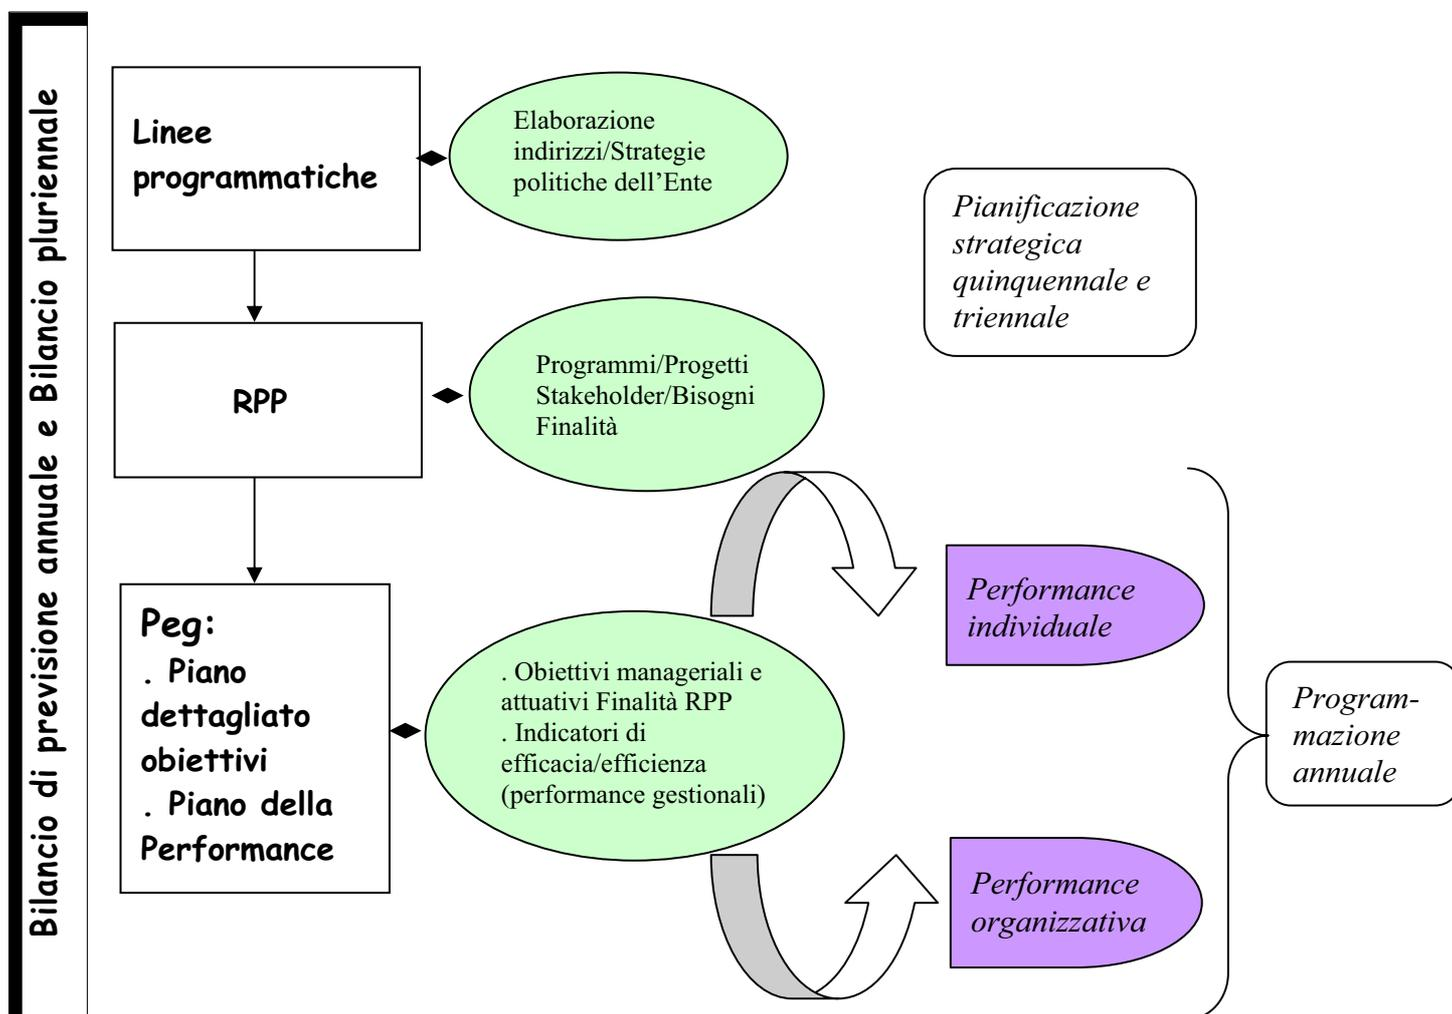 Bilancio di previsione annuale e Bilancio pluriennale
Linee
programmatiche
Elaborazione
indirizzi/Strategie
politiche dell’Ente
Pianificazione
strategica
quinquennale e
triennale
RPP
Programmi/Progetti
Stakeholder/Bisogni
Finalità
Peg:
. Piano
dettagliato
obiettivi
. Piano della
Performance
. Obiettivi manageriali e
attuativi Finalità RPP
. Indicatori di
efficacia/efficienza
(performance gestionali)
Performance
individuale
Performance
organizzativa
Program-
mazione
annuale